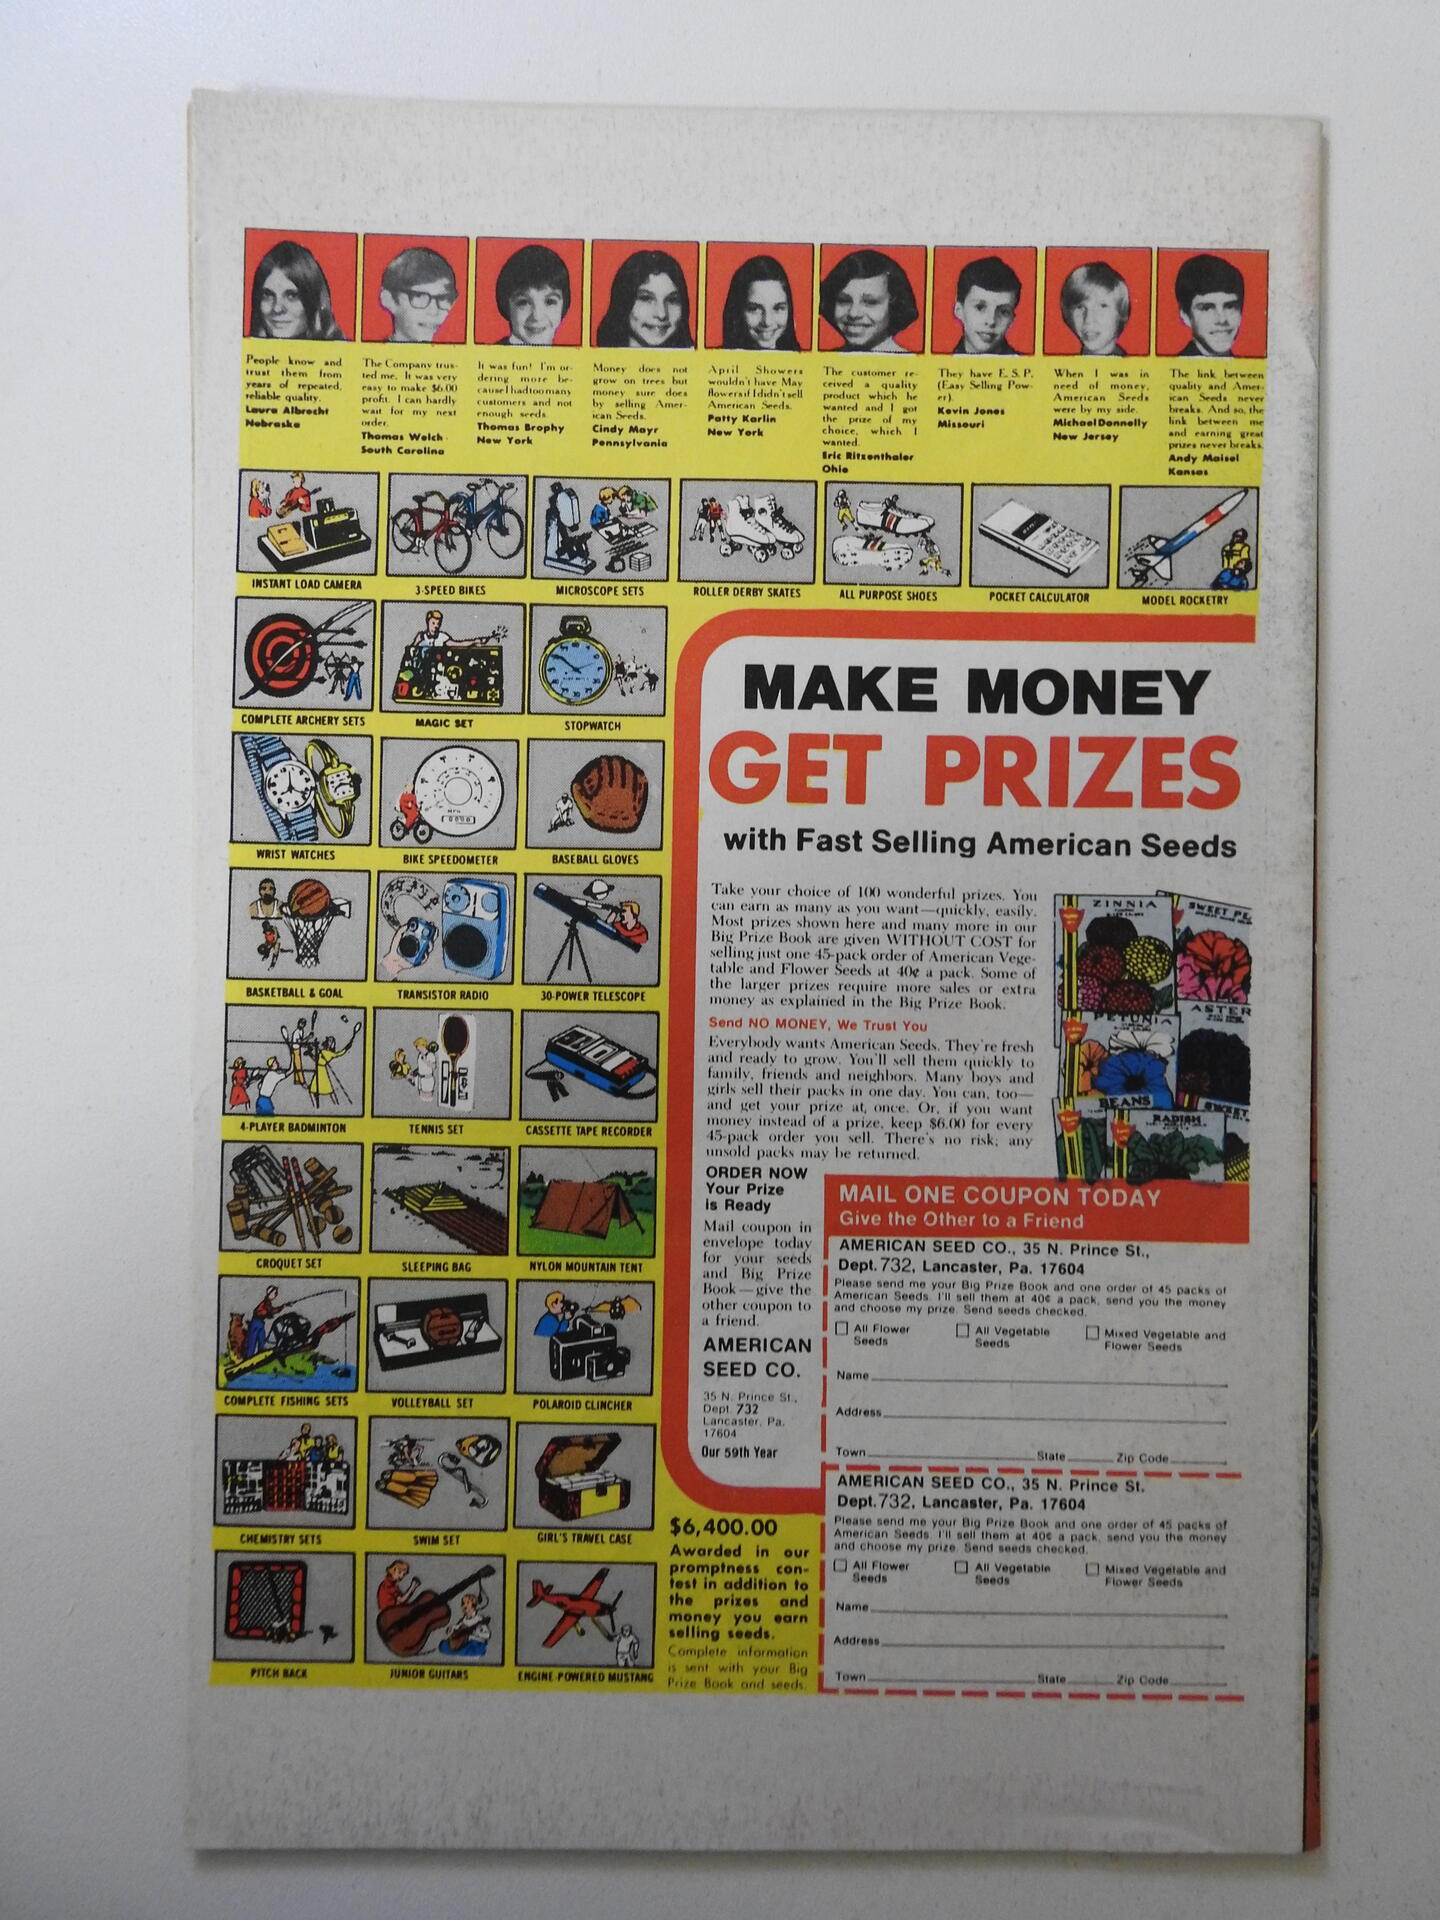 People know and
trust them from
years of repeated,
reliable quality.
Laura Albrecht
Nebraska
The Company trus-
ted me. It was very
easy to make $6.00
profit. I can hardly
wait for my next
order.
Thomas Welch
South Carolina
It was fun! I'm or-
dering more be-
cause I had too many
customers and not
enough seeds.
Thomas Brophy
New York
Money does not
grow on trees but
money sure does
by selling Amer-
ican Seeds.
Cindy Mayr
Pennsylvania
April Showers
wouldn't have May
flowers if I didn't sell
American Seeds.
Patty Karlin
New York
The customer re-
ceived a quality
product which he
wanted and I got
the prize of my
choice, which I
wanted.
Eric Ritzenthaler
Ohio
They have E. S. P.
(Easy Selling Pow-
er).
Kevin Jones
Missouri
When I was in
need of money,
American Seeds
were by my side.
Michael Donnelly
New Jersey
The link between
quality and Amer-
ican Seeds never
breaks. And so, the
link between me
and earning great
prizes never breaks.
Andy Maisel
Kansas
INSTANT LOAD CAMERA
3-SPEED BIKES
MICROSCOPE SETS
ROLLER DERBY SKATES
ALL PURPOSE SHOES
POCKET CALCULATOR
MODEL ROCKETRY
COMPLETE ARCHERY SETS
MAGIC SET
STOPWATCH
WRIST WATCHES
BIKE SPEEDOMETER
BASEBALL GLOVES
BASKETBALL & GOAL
TRANSISTOR RADIO
30-POWER TELESCOPE
4-PLAYER BADMINTON
TENNIS SET
CASSETTE TAPE RECORDER
CROQUET SET
SLEEPING BAG
NYLON MOUNTAIN TENT
COMPLETE FISHING SETS
VOLLEYBALL SET
POLAROID CLINCHER
CHEMISTRY SETS
SWIM SET
GIRL'S TRAVEL CASE
PITCH BACK
JUNIOR GUITARS
ENGINE-POWERED MUSTANG
MAKE MONEY
GET PRIZES
with Fast Selling American Seeds
Take your choice of 100 wonderful prizes. You
can earn as many as you want—quickly, easily.
Most prizes shown here and many more in our
Big Prize Book are given WITHOUT COST for
selling just one 45-pack order of American Vege-
table and Flower Seeds at 40¢ a pack. Some of
the larger prizes require more sales or extra
money as explained in the Big Prize Book.
Send NO MONEY, We Trust You
Everybody wants American Seeds. They're fresh
and ready to grow. You'll sell them quickly to
family, friends and neighbors. Many boys and
girls sell their packs in one day. You can, too—
and get your prize at once. Or, if you want
money instead of a prize, keep $6.00 for every
45-pack order you sell. There's no risk; any
unsold packs may be returned.
ZINNIA
SWEET PE
PETUNIA
ASTER
BEANS
RADISH
SWEET
ORDER NOW
Your Prize
is Ready
Mail coupon in
envelope today
for your seeds
and Big Prize
Book—give the
other coupon to
a friend.
AMERICAN
SEED CO.
35 N. Prince St.,
Dept. 732
Lancaster, Pa.
17604
Our 59th Year
MAIL ONE COUPON TODAY
Give the Other to a Friend
AMERICAN SEED CO., 35 N. Prince St.,
Dept. 732, Lancaster, Pa. 17604
Please send me your Big Prize Book and one order of 45 packs of
American Seeds. I'll sell them at 40¢ a pack, send you the money
and choose my prize. Send seeds checked.
All Flower
Seeds
All Vegetable
Seeds
Mixed Vegetable and
Flower Seeds
Name
Address
Town State Zip Code
AMERICAN SEED CO., 35 N. Prince St.
Dept. 732, Lancaster, Pa. 17604
Please send me your Big Prize Book and one order of 45 packs of
American Seeds. I'll sell them at 40¢ a pack, send you the money
and choose my prize. Send seeds checked.
All Flower
Seeds
All Vegetable
Seeds
Mixed Vegetable and
Flower Seeds
Name
Address
Town State Zip Code
$6,400.00
Awarded in our
promptness con-
test in addition to
the prizes and
money you earn
selling seeds.
Complete information
is sent with your Big
Prize Book and seeds.